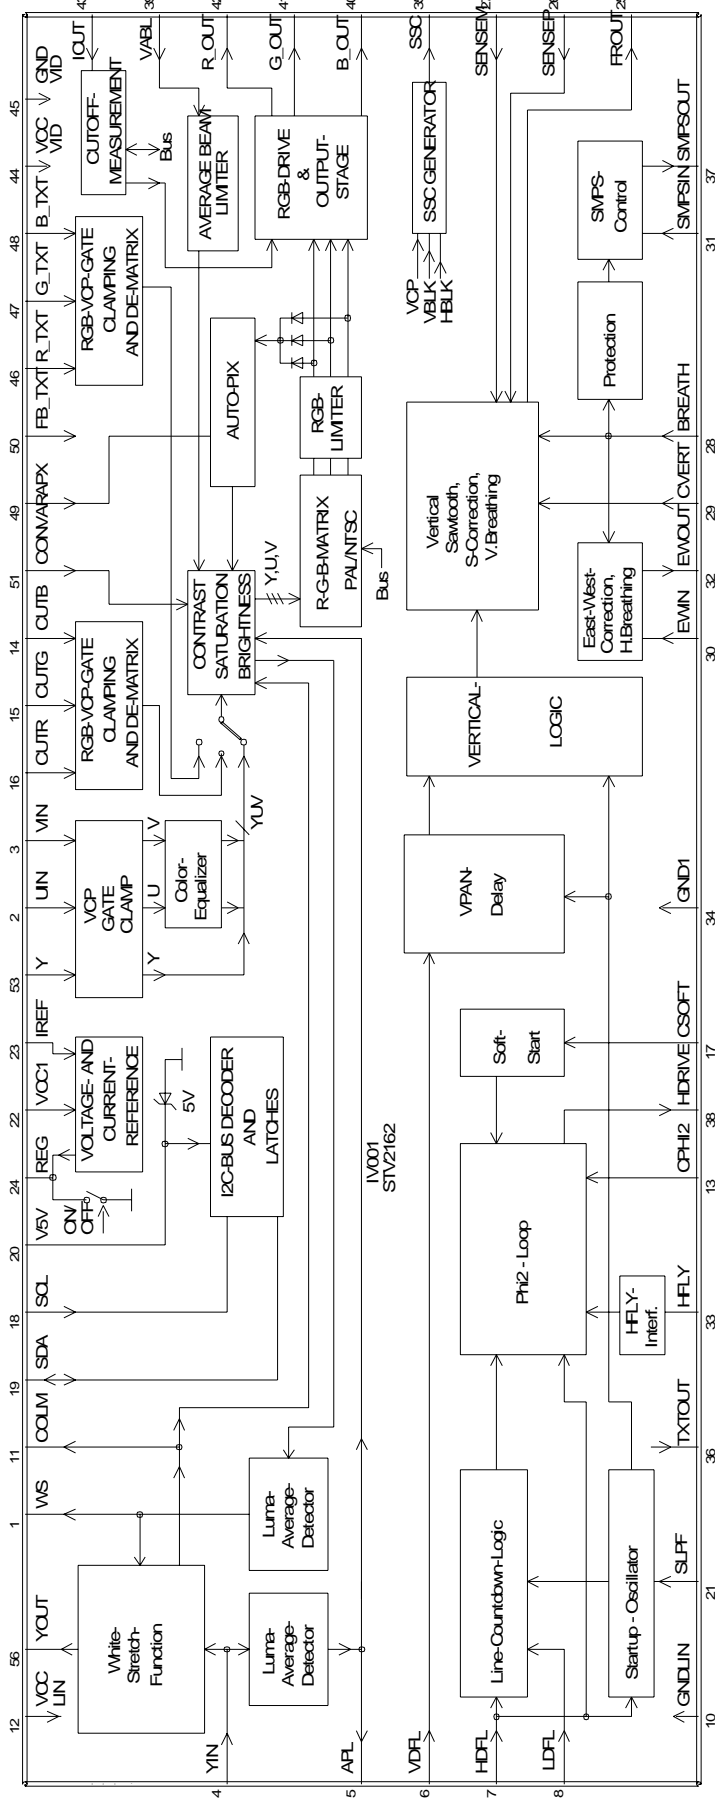 12
VCC
LIN
56
YOUT
1
WS
11
COLM
19
SDA
18
SCL
20
V5V
24
REG
22
VCC1
23
IREF
53
Y
2
UIN
3
VIN
16
CUTR
15
CUTG
14
CUTB
51
CONVARAPX
49
50
FB_TXT
46
R_TXT
47
G_TXT
48
B_TXT
44
VCC
VID
45
GND
VID
43
ICUT
39
VABL
42
R_OUT
41
G_OUT
40
B_OUT
SSC
SENSEM
SENSEP
FROUT
ON/
OFF
White-
Stretch-
Function
VOLTAGE- AND
CURRENT-
REFERENCE
VCP
GATE
CLAMP
Y
U
V
Color-
Equalizer
YUV
RGB-VCP-GATE
CLAMPING
AND DE-MATRIX
RGB-VCP-GATE
CLAMPING
AND DE-MATRIX
CUTOFF-
MEASUREMENT
Bus
5V
I2C-BUS DECODER
AND
LATCHES
CONTRAST
SATURATION
BRIGHTNESS
AUTO-PIX
AVERAGE BEAM
LIMITER
Luma-
Average-
Detector
Luma-
Average-
Detector
Y,U,V
R-G-B-MATRIX
PAL/NTSC
Bus
RGB-
LIMITER
RGB-DRIVE
&
OUTPUT-
STAGE
4
YIN
5
APL
IV001
STV2162
6
VDFL
7
HDFL
8
LDFL
VCP
VBLK
HBLK
SSC GENERATOR
VPAN-
Delay
VERTICAL-
LOGIC
Vertical
Sawtooth,
S-Correction,
V.Breathing
Line-Countdown-Logic
Phi2 - Loop
Soft-
Start
Startup - Oscillator
HFLY-
Interf.
East-West-
Correction,
H.Breathing
Protection
SMPS-
Control
10
GNDLIN
21
SLPF
36
TXTOUT
33
HFLY
13
CPHI2
38
HDRIVE
17
CSOFT
34
GND1
30
EWIN
32
EWOUT
29
CVERT
28
BREATH
31
SMPSIN
37
SMPSOUT